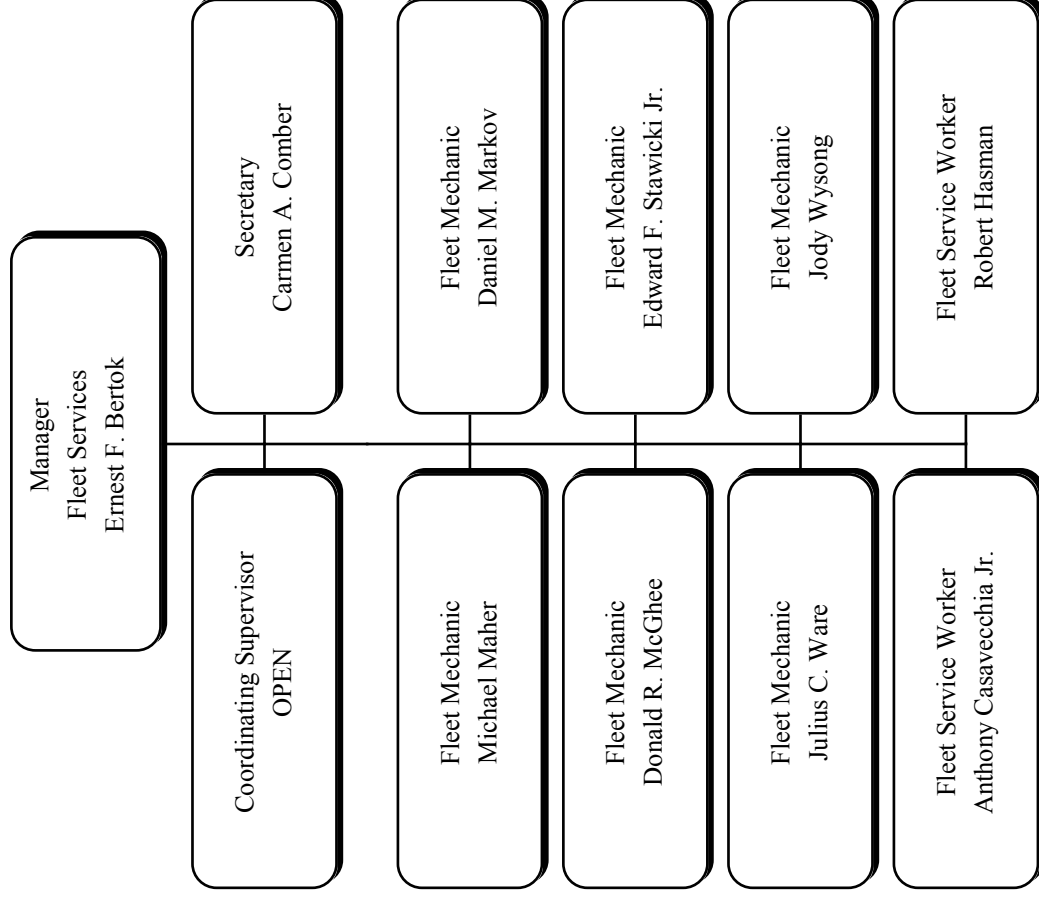 Manager
Fleet Services
Ernest F. Bertok
Coordinating Supervisor
OPEN
Secretary
Carmen A. Comber
Fleet Mechanic
Michael Maher
Fleet Mechanic
Daniel M. Markov
Fleet Mechanic
Donald R. McGhee
Fleet Mechanic
Edward F. Stawicki Jr.
Fleet Mechanic
Julius C. Ware
Fleet Mechanic
Jody Wysong
Fleet Service Worker
Anthony Casavecchia Jr.
Fleet Service Worker
Robert Hasman